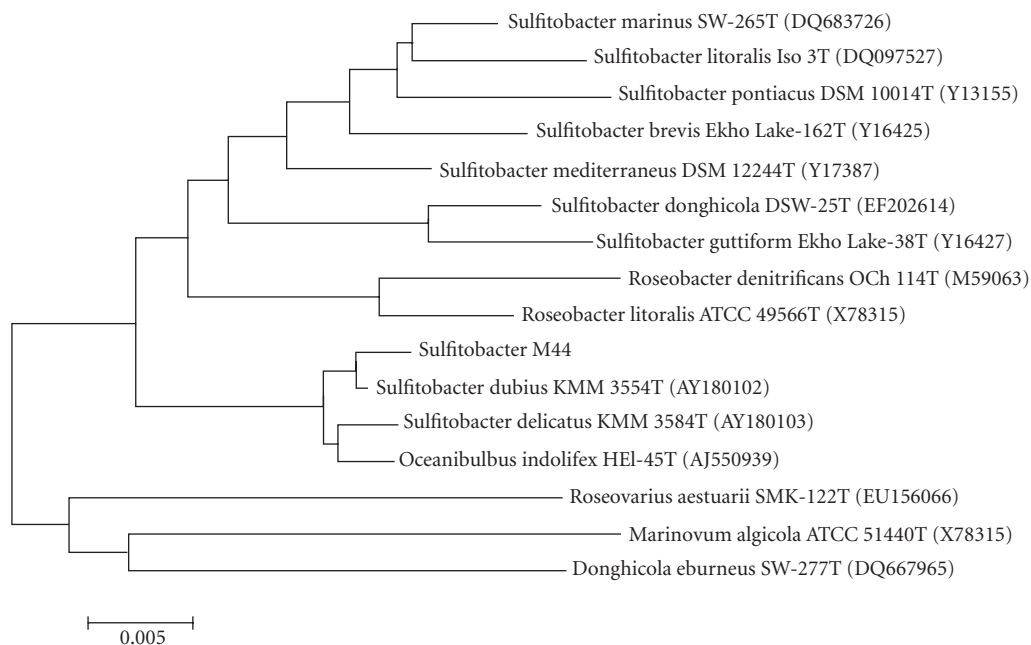 Sulfitobacter marinus SW-265T (DQ683726)
Sulfitobacter litoralis Iso 3T (DQ097527)
Sulfitobacter pontiacus DSM 10014T (Y13155)
Sulfitobacter brevis Ekho Lake-162T (Y16425)
Sulfitobacter mediterraneus DSM 12244T (Y17387)
Sulfitobacter donghicola DSW-25T (EF202614)
Sulfitobacter guttiform Ekho Lake-38T (Y16427)
Roseobacter denitrificans OCh 114T (M59063)
Roseobacter litoralis ATCC 49566T (X78315)
Sulfitobacter M44
Sulfitobacter dubius KMM 3554T (AY180102)
Sulfitobacter delicatus KMM 3584T (AY180103)
Oceanibulbus indolifex HEl-45T (AJ550939)
Roseovarius aestuarii SMK-122T (EU156066)
Marinovum algicola ATCC 51440T (X78315)
Donghicola eburneus SW-277T (DQ667965)
0.005